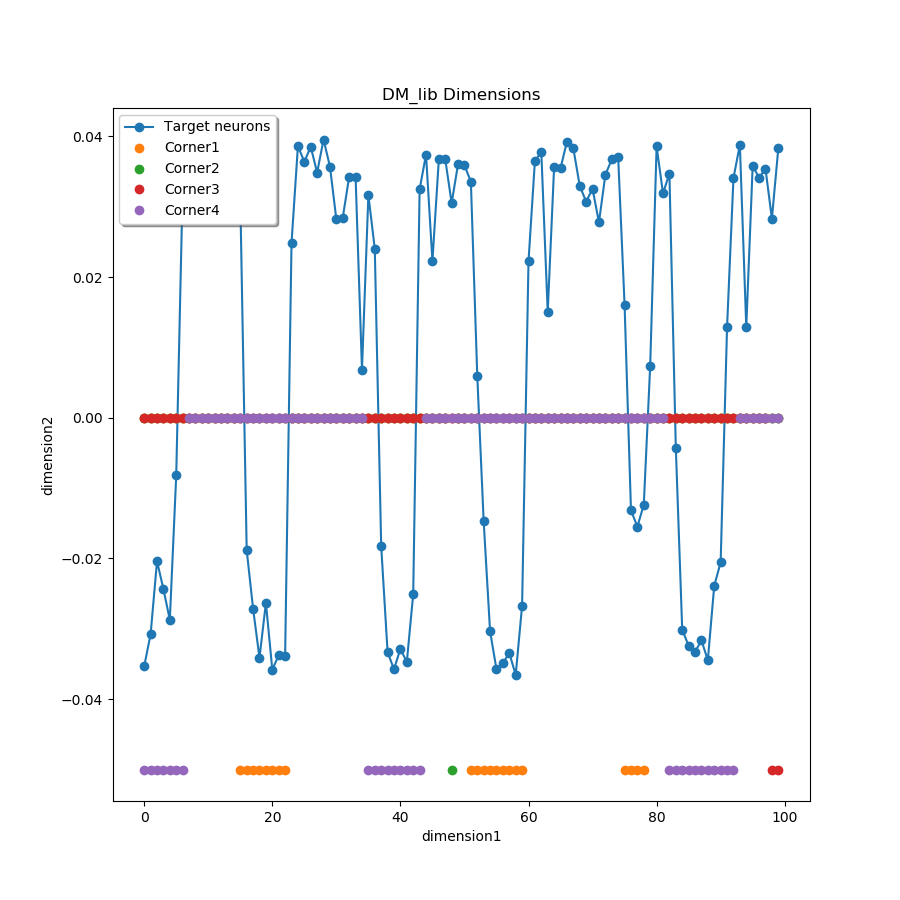 DM_lib Dimensions
Target neurons
Corner1
Corner2
Corner3
Corner4
0.04
0.02
0.00
−0.02
−0.04
dimension2
0 20 40 60 80 100
dimension1